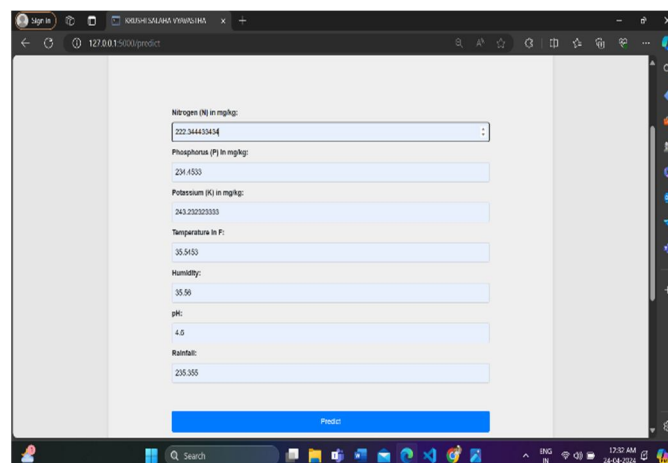 Sign in
KRUSHI SALAHA VYAWASTHA
127.0.0.1:5000/predict
Nitrogen (N) in mg/kg:
222.344433434
Phosphorus (P) in mg/kg:
234.4533
Potassium (K) in mg/kg:
243.232323333
Temperature in F:
35.5453
Humidity:
35.56
pH:
4.6
Rainfall:
235.355
Predict
Search
ENG
IN
12:32 AM
24-04-2024